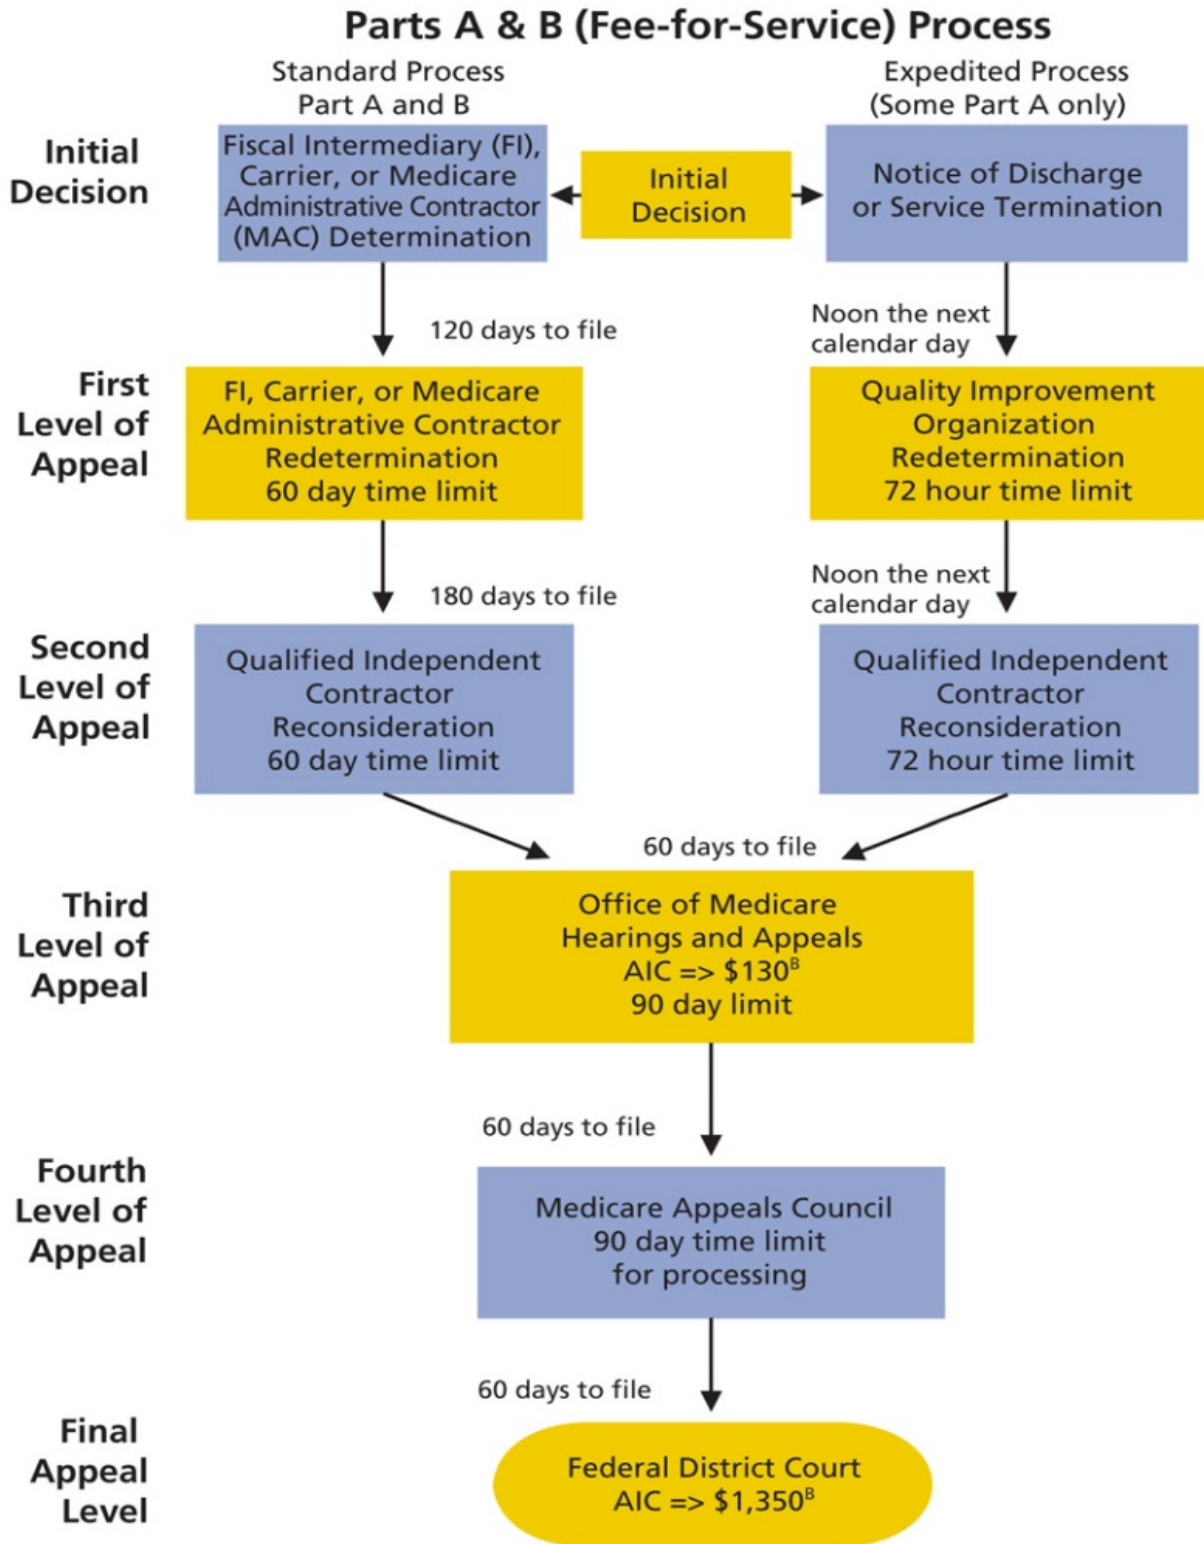 Parts A & B (Fee-for-Service) Process
Standard Process
Part A and B
Expedited Process
(Some Part A only)
Initial
Decision
Fiscal Intermediary (FI),
Carrier, or Medicare
Administrative Contractor
(MAC) Determination
Initial
Decision
Notice of Discharge
or Service Termination
120 days to file
Noon the next
calendar day
First
Level of
Appeal
FI, Carrier, or Medicare
Administrative Contractor
Redetermination
60 day time limit
Quality Improvement
Organization
Redetermination
72 hour time limit
180 days to file
Noon the next
calendar day
Second
Level of
Appeal
Qualified Independent
Contractor
Reconsideration
60 day time limit
Qualified Independent
Contractor
Reconsideration
72 hour time limit
60 days to file
Third
Level of
Appeal
Office of Medicare
Hearings and Appeals
AIC => $130ᴮ
90 day limit
60 days to file
Fourth
Level of
Appeal
Medicare Appeals Council
90 day time limit
for processing
60 days to file
Final
Appeal
Level
Federal District Court
AIC => $1,350ᴮ